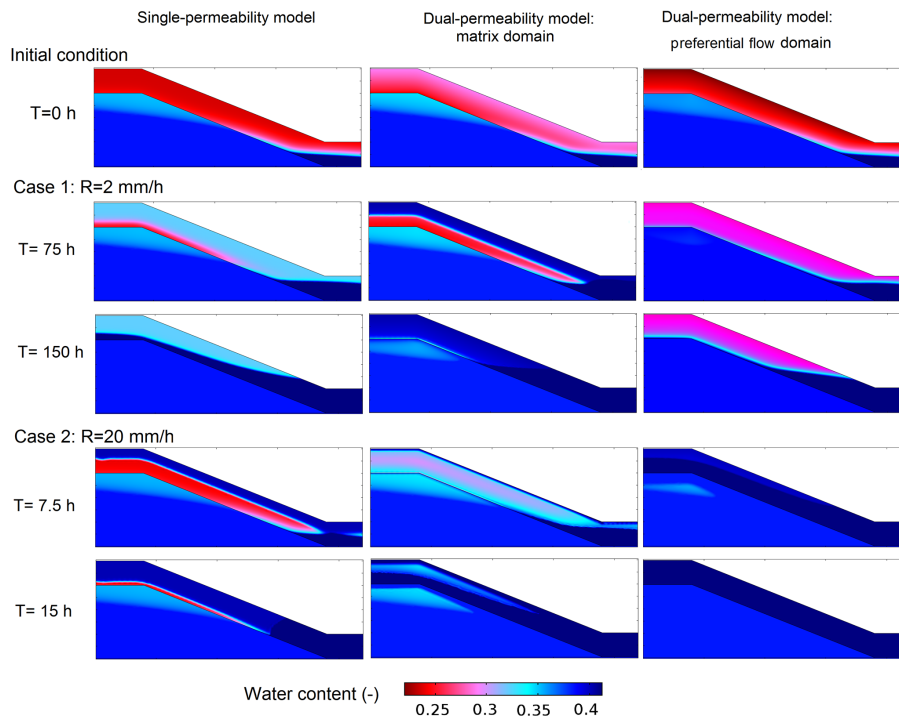 Single-permeability model
Dual-permeability model:
matrix domain
Dual-permeability model:
preferential flow domain
Initial condition
T=0 h
Case 1: R=2 mm/h
T= 75 h
T= 150 h
Case 2: R=20 mm/h
T= 7.5 h
T= 15 h
Water content (-)
0.25 0.3 0.35 0.4